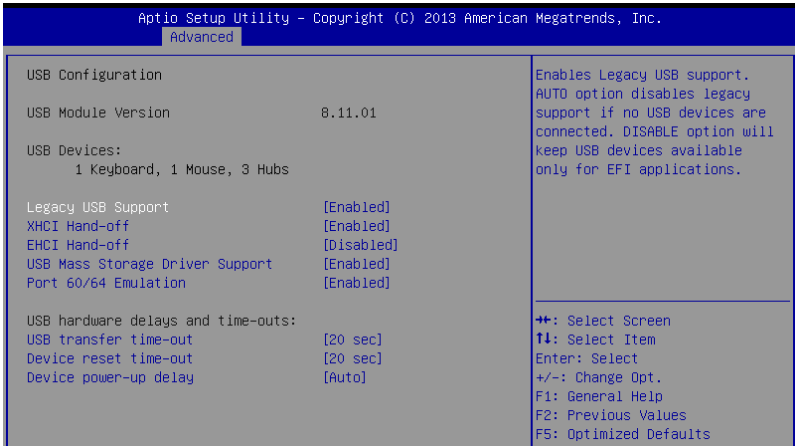 Aptio Setup Utility – Copyright (C) 2013 American Megatrends, Inc.
Advanced
USB Configuration
USB Module Version 8.11.01
USB Devices:
1 Keyboard, 1 Mouse, 3 Hubs
Legacy USB Support [Enabled]
XHCI Hand-off [Enabled]
EHCI Hand-off [Disabled]
USB Mass Storage Driver Support [Enabled]
Port 60/64 Emulation [Enabled]
USB hardware delays and time-outs:
USB transfer time-out [20 sec]
Device reset time-out [20 sec]
Device power-up delay [Auto]
Enables Legacy USB support.
AUTO option disables legacy
support if no USB devices are
connected. DISABLE option will
keep USB devices available
only for EFI applications.
→←: Select Screen
↑↓: Select Item
Enter: Select
+/-: Change Opt.
F1: General Help
F2: Previous Values
F5: Optimized Defaults